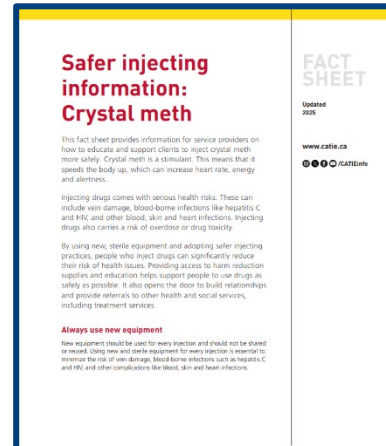 Safer injecting
information:
Crystal meth
This fact sheet provides information for service providers on
how to educate and support clients to inject crystal meth
more safely. Crystal meth is a stimulant. This means that it
speeds the body up, which can increase heart rate, energy
and alertness.
Injecting drugs comes with serious health risks. These can
include vein damage, blood-borne infections like hepatitis C
and HIV, and other blood, skin and heart infections. Injecting
drugs also carries a risk of overdose or drug toxicity.
By using new, sterile equipment and adopting safer injecting
practices, people who inject drugs can significantly reduce
their risk of health issues. Providing access to harm reduction
supplies and education helps support people to use drugs as
safely as possible. It also opens the door to build relationships
and provide referrals to other health and social services,
including treatment services.
Always use new equipment
New equipment should be used for every injection and should not be shared
or reused. Using new and sterile equipment for every injection is essential to
minimize the risk of vein damage, blood-borne infections such as hepatitis C
and HIV, and other complications like blood, skin and heart infections.
FACT
SHEET
Updated
2025
www.catie.ca
/CATIEinfo